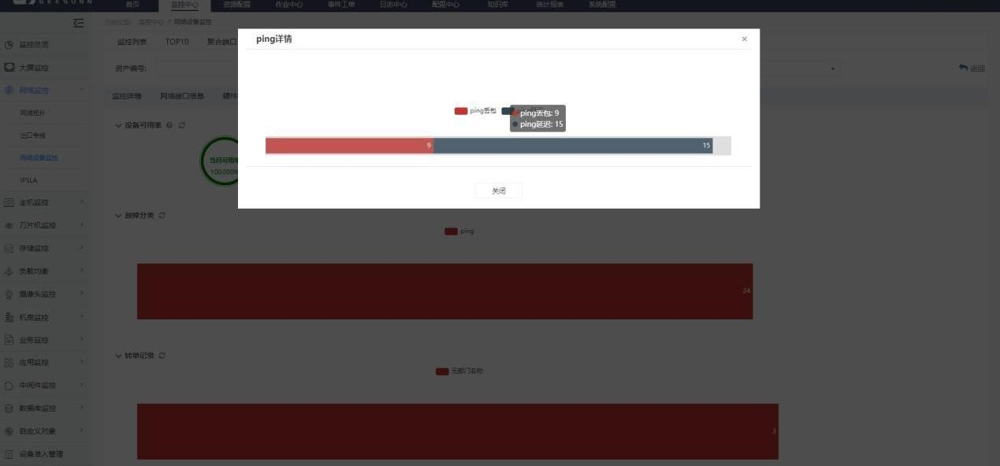 GEESUNN
首页 监控中心 资源配置 作业中心 事件工单 日志中心 配置中心 知识库 统计报表 系统配置
当前位置: 监控中心 > 网络设备监控
监控列表 TOP10 聚合端口
资产编号:
返回
监控详情 网络接口信息 硬件
监控总览
大屏监控
网络监控
网络拓扑
出口专线
网络设备监控
IPSLA
主机监控
刀片机监控
存储监控
负载均衡
摄像头监控
机房监控
业务监控
应用监控
中间件监控
数据库监控
自定义对象
设备准入管理
设备可用率
当月可用率
100.000%
ping详情
×
ping丢包
ping丢包: 9
ping延迟: 15
9
15
关闭
故障分类
ping
24
转单记录
无部门名称
3